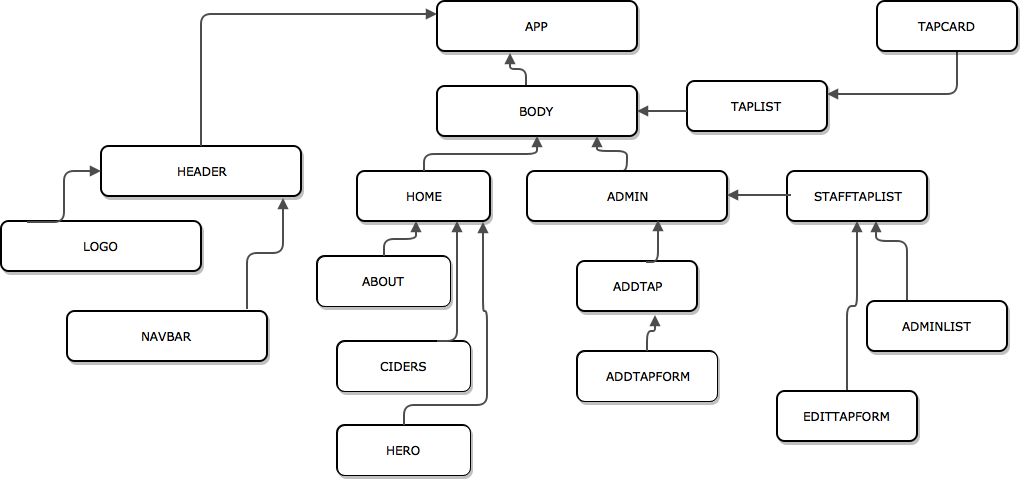 APP
TAPCARD
BODY
TAPLIST
HEADER
HOME
ADMIN
STAFFTAPLIST
LOGO
ABOUT
ADDTAP
NAVBAR
ADMINLIST
CIDERS
ADDTAPFORM
EDITTAPFORM
HERO